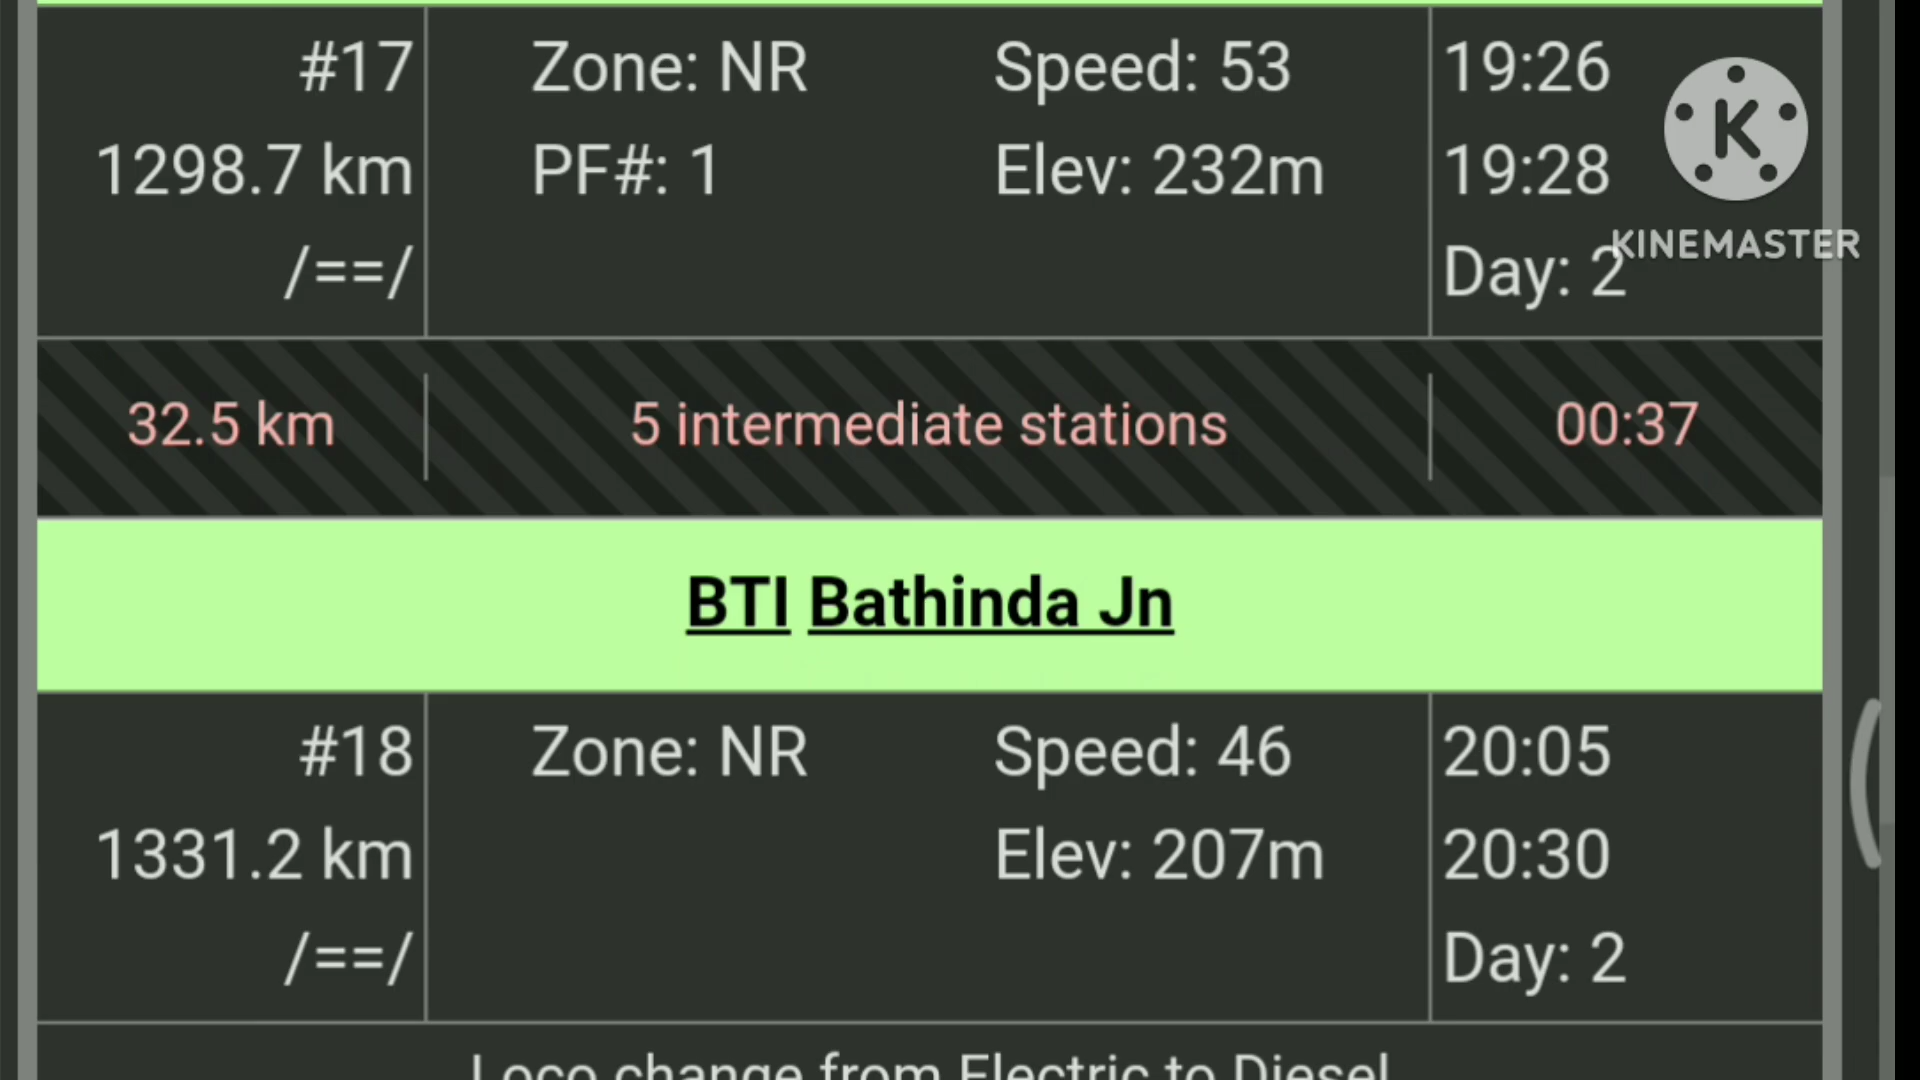 #17 Zone: NR Speed: 53 19:26
1298.7 km PF#: 1 Elev: 232m 19:28
/==/ Day: 2
K
KINEMASTER
32.5 km 5 intermediate stations 00:37
BTI Bathinda Jn
#18 Zone: NR Speed: 46 20:05
1331.2 km Elev: 207m 20:30
/==/ Day: 2
Loco change from Electric to Diesel